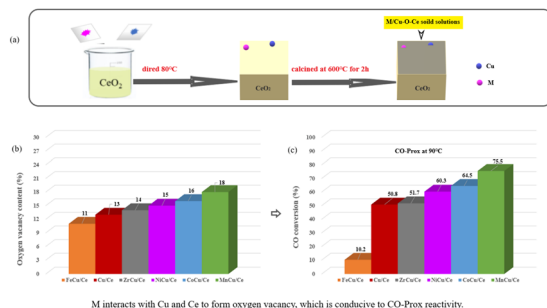 (a)
M/Cu-O-Ce soild solutions
CeO2
dired 80℃
calcined at 600℃ for 2h
CeO2
CeO2
Cu
M
(b)
Oxygen vacancy content (%)
30
27
24
21
18
15
12
9
6
3
0
11
13
14
15
16
18
FeCu/Ce Cu/Ce ZrCu/Ce NiCu/Ce CoCu/Ce MnCu/Ce
(c)
CO-Prox at 90℃
CO conversion (%)
100
90
80
70
60
50
40
30
20
10
0
10.2
50.8
51.7
60.3
64.5
75.5
FeCu/Ce Cu/Ce ZrCu/Ce NiCu/Ce CoCu/Ce MnCu/Ce
M interacts with Cu and Ce to form oxygen vacancy, which is conducive to CO-Prox reactivity.